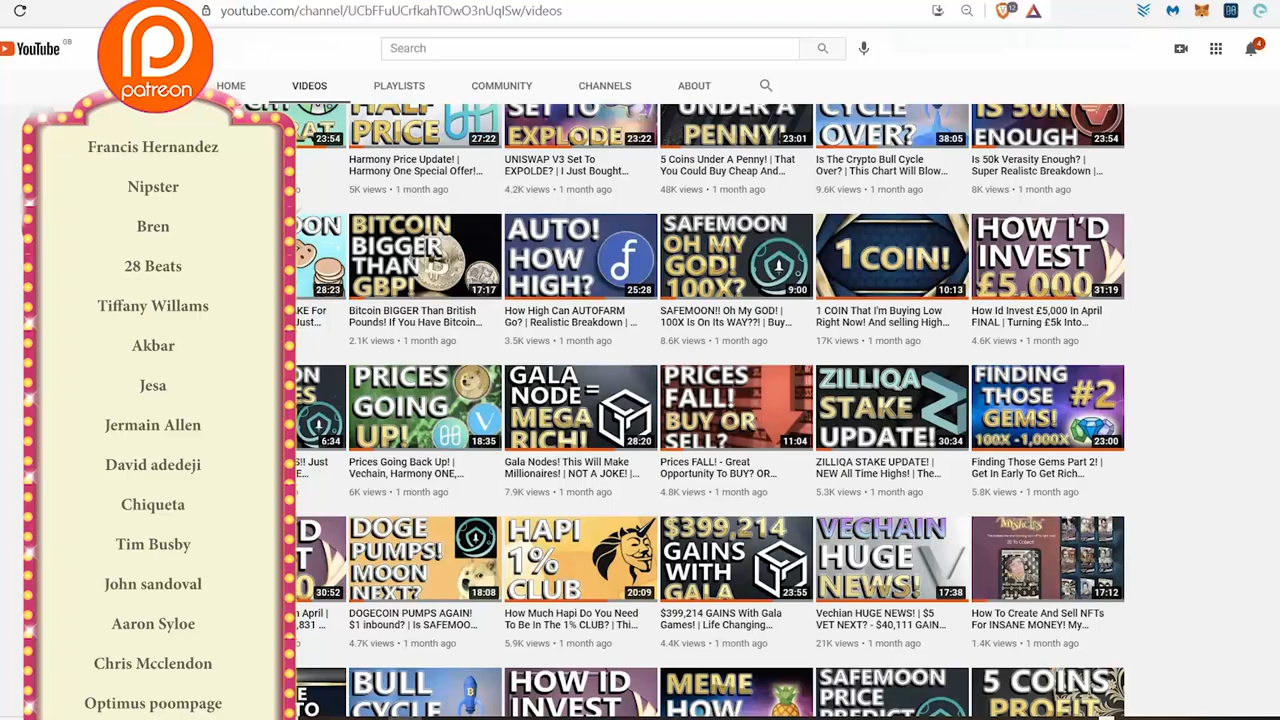 youtube.com/channel/UCbFFuUCrfkahTOwO3nUqISw/videos
12
YouTube GB
Search
4
patreon
HOME
VIDEOS
PLAYLISTS
COMMUNITY
CHANNELS
ABOUT
Francis Hernandez
Nipster
Bren
28 Beats
Tiffany Willams
Akbar
Jesa
Jermain Allen
David adedeji
Chiqueta
Tim Busby
John sandoval
Aaron Syloe
Chris Mcclendon
Optimus poompage
23:54
HALF
PRICE
27:22
SET TO
EXPLODE
23:22
UNDER A
PENNY!
23:01
CYCLE
OVER?
38:05
IS 50K
ENOUGH
23:54
Harmony Price Update! |
Harmony One Special Offer!...
5K views • 1 month ago
UNISWAP V3 Set To
EXPOLDE? | I Just Bought...
4.2K views • 1 month ago
5 Coins Under A Penny! | That
You Could Buy Cheap And...
48K views • 1 month ago
Is The Crypto Bull Cycle
Over? | This Chart Will Blow...
9.6K views • 1 month ago
Is 50k Verasity Enough? |
Super Realistc Breakdown |...
8K views • 1 month ago
OON
28:23
BITCOIN
BIGGER
THAN
GBP!
17:17
AUTO!
HOW
HIGH?
25:28
SAFEMOON
OH MY
GOD!
100X?
9:00
1 COIN!
10:13
HOW I'D
INVEST
£5,000
31:19
KE For
Just...
Bitcoin BIGGER Than British
Pounds! If You Have Bitcoin...
2.1K views • 1 month ago
How High Can AUTOFARM
Go? | Realistic Breakdown | ...
3.5K views • 1 month ago
SAFEMOON!! Oh My GOD! |
100X Is On Its WAY??! | Buy...
8.6K views • 1 month ago
1 COIN That I'm Buying Low
Right Now! And selling High...
17K views • 1 month ago
How Id Invest £5,000 In April
FINAL | Turning £5k Into...
4.6K views • 1 month ago
ON
6:34
PRICES
GOING
UP!
18:35
GALA
NODE =
MEGA
RICH!
28:20
PRICES
FALL!
BUY OR
SELL?
11:04
ZILLIQA
STAKE
UPDATE!
30:34
FINDING
THOSE #2
GEMS!
100X -1,000X
23:00
S!! Just
Prices Going Back Up! |
Vechain, Harmony ONE,...
6K views • 1 month ago
Gala Nodes! This Will Make
Millionaires! | NOT A JOKE! |...
7.9K views • 1 month ago
Prices FALL! - Great
Opportunity To BUY? OR...
4.8K views • 1 month ago
ZILLIQA STAKE UPDATE! |
NEW All Time Highs! | The...
5.3K views • 1 month ago
Finding Those Gems Part 2! |
Get In Early To Get Rich...
5.8K views • 1 month ago
30:52
DOGE
PUMPS!
MOON
NEXT?
18:08
HAPI
1%
CLUB
20:09
$399,214
GAINS
WITH
GALA
23:55
VECHAIN
HUGE
NEWS!
17:38
17:12
April |
,831 ...
DOGECOIN PUMPS AGAIN!
$1 inbound? | Is SAFEMOO...
4.7K views • 1 month ago
How Much Hapi Do You Need
To Be In The 1% CLUB? | Thi...
5.9K views • 1 month ago
$399,214 GAINS With Gala
Games! | Life Changing...
4.4K views • 1 month ago
Vechian HUGE NEWS! | $5
VET NEXT? - $40,111 GAIN...
21K views • 1 month ago
How To Create And Sell NFTs
For INSANE MONEY! My...
1.4K views • 1 month ago
TO
BULL
CYCLE
HOW ID
INVEST
MEME
HOW
SAFEMOON
PRICE
PREDICT
5 COINS
PROFIT